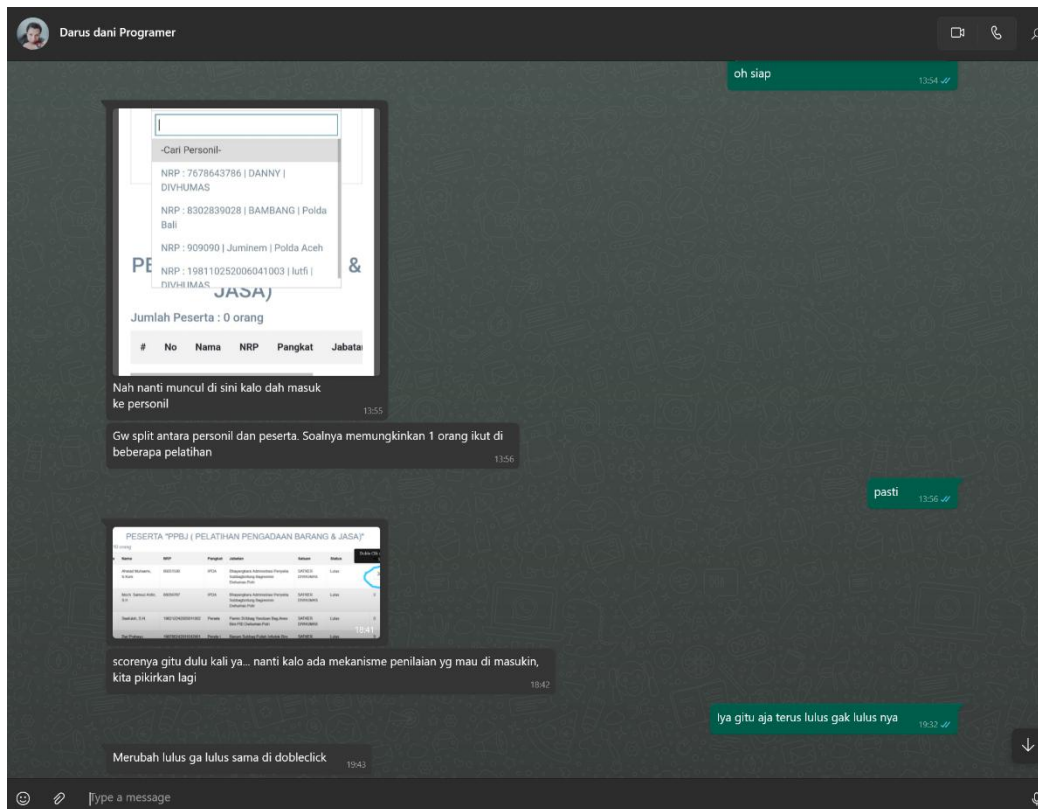 Darus dani Programer
oh siap
13:54
-Cari Personil-
NRP : 7678643786 | DANNY |
DIVHUMAS
NRP : 8302839028 | BAMBANG | Polda
Bali
NRP : 909090 | Juminem | Polda Aceh
NRP : 198110252006041003 | lutfi |
DIVHUMAS
PE
&
JASA)
Jumlah Peserta : 0 orang
# No Nama NRP Pangkat Jabata
Nah nanti muncul di sini kalo dah masuk
ke personil
13:55
Gw split antara personil dan peserta. Soalnya memungkinkan 1 orang ikut di
beberapa pelatihan
13:56
pasti
13:56
PESERTA "PPBJ ( PELATIHAN PENGADAAN BARANG & JASA)"
Nama NRP Pangkat Jabatan Satuan Status
IPDA Lulus
IPDA Lulus
Lulus
18:41
scorenya gitu dulu kali ya... nanti kalo ada mekanisme penilaian yg mau di masukin,
kita pikirkan lagi
18:42
Iya gitu aja terus lulus gak lulus nya
19:32
Merubah lulus ga lulus sama di dobleclick
19:43
Type a message